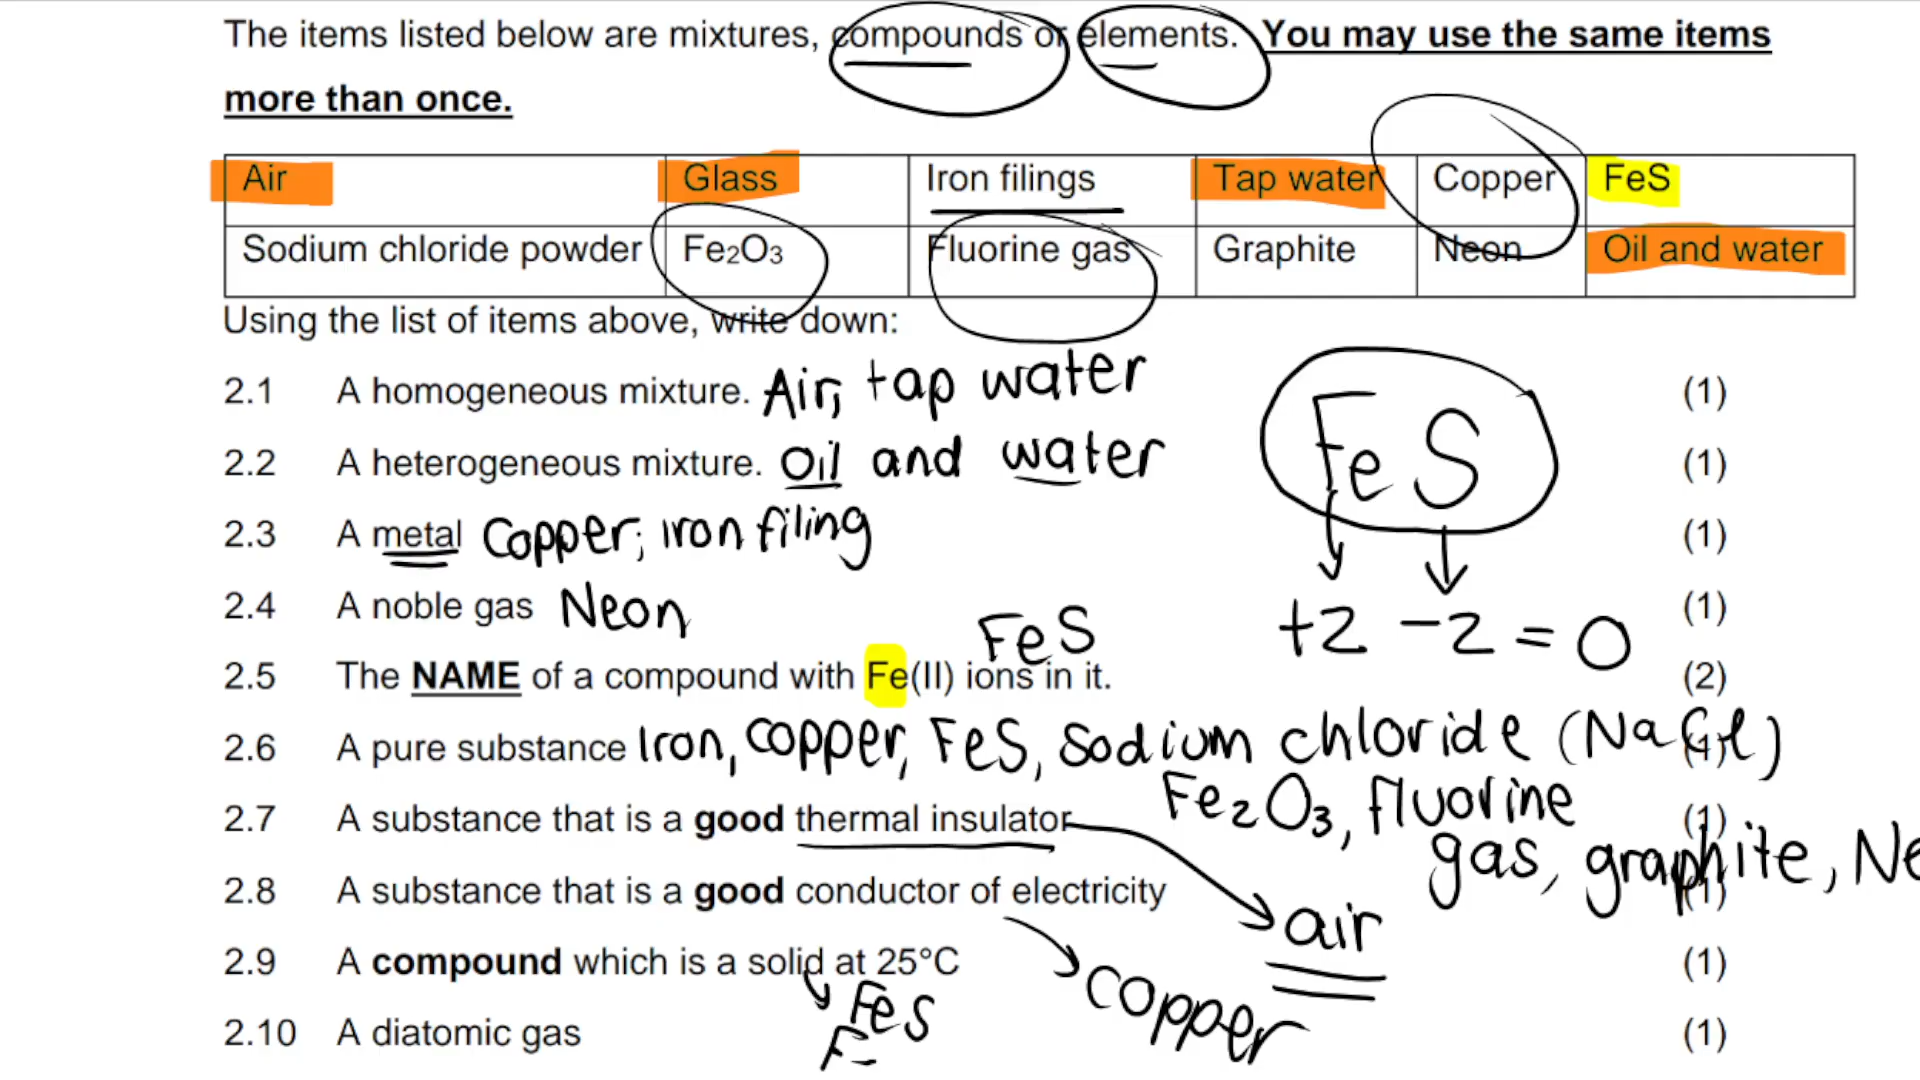 The items listed below are mixtures, compounds or elements. You may use the same items
more than once.
Air Glass Iron filings Tap water Copper FeS
Sodium chloride powder Fe₂O₃ Fluorine gas Graphite Neon Oil and water
Using the list of items above, write down:
2.1 A homogeneous mixture. Air, tap water (1)
2.2 A heterogeneous mixture. Oil and water (1)
2.3 A metal Copper; Iron filing (1)
2.4 A noble gas Neon (1)
FeS
+2 -2 = 0
FeS
2.5 The NAME of a compound with Fe(II) ions in it. (2)
2.6 A pure substance Iron, copper, FeS, Sodium chloride (NaCl) (1)
Fe₂O₃, fluorine
gas, graphite, Ne
2.7 A substance that is a good thermal insulator (1)
air
2.8 A substance that is a good conductor of electricity (1)
copper
2.9 A compound which is a solid at 25°C (1)
FeS
F
2.10 A diatomic gas (1)